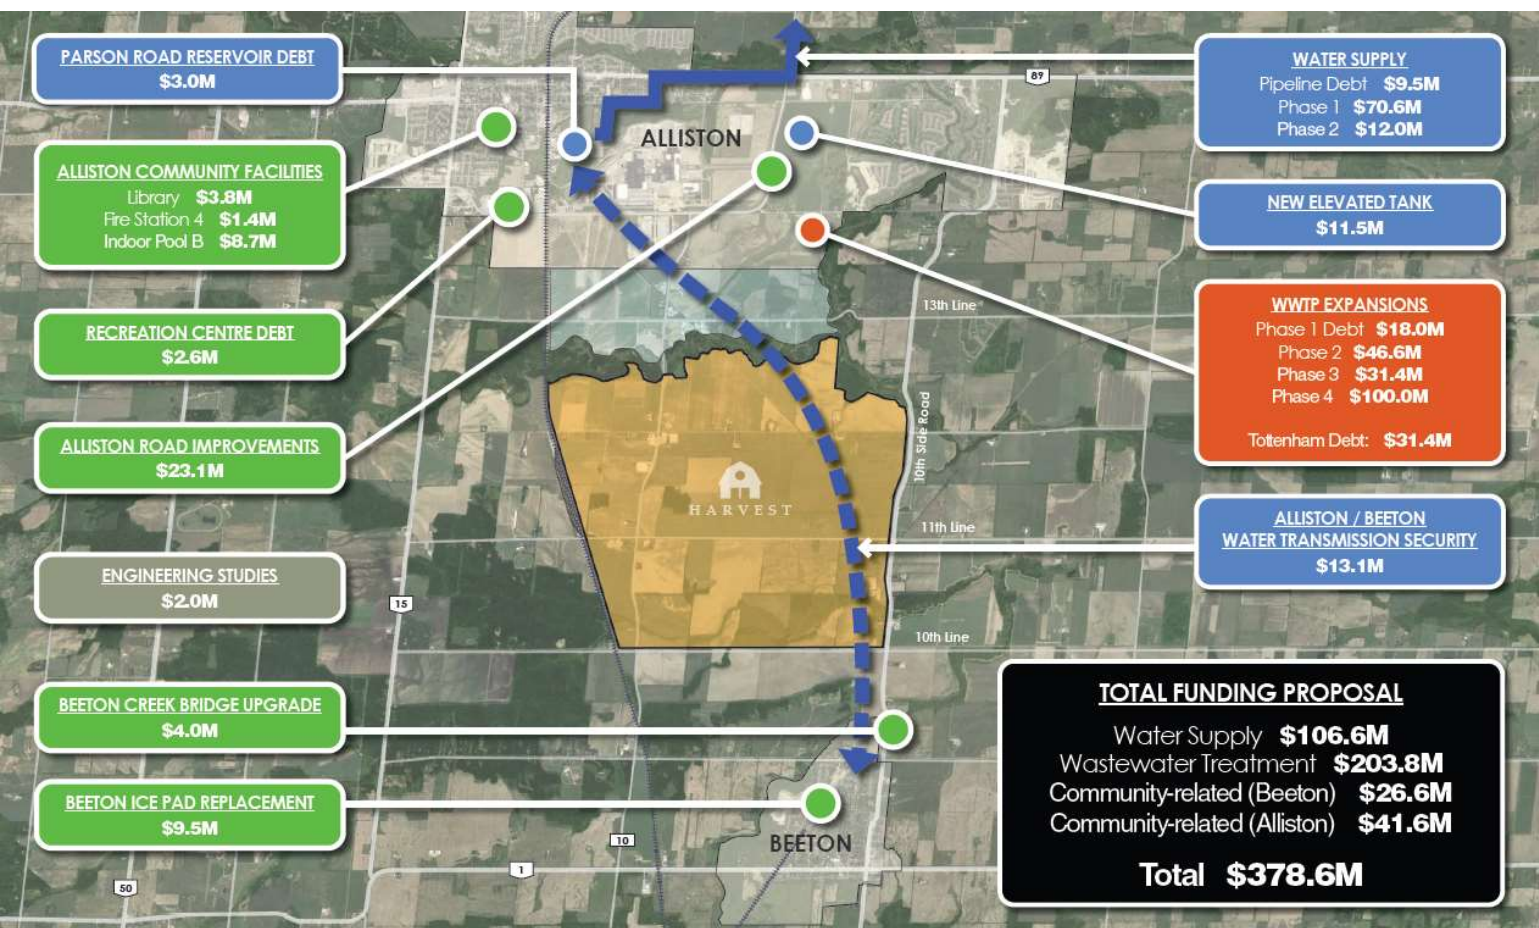 PARSON ROAD RESERVOIR DEBT
$3.0M
ALLISTON COMMUNITY FACILITIES
Library $3.8M
Fire Station 4 $1.4M
Indoor Pool B $8.7M
RECREATION CENTRE DEBT
$2.6M
ALLISTON ROAD IMPROVEMENTS
$23.1M
ENGINEERING STUDIES
$2.0M
BEETON CREEK BRIDGE UPGRADE
$4.0M
BEETON ICE PAD REPLACEMENT
$9.5M
ALLISTON
89
13th Line
10th Side Road
HARVEST
11th Line
15
10th Line
BEETON
10
1
50
WATER SUPPLY
Pipeline Debt $9.5M
Phase 1 $70.6M
Phase 2 $12.0M
NEW ELEVATED TANK
$11.5M
WWTP EXPANSIONS
Phase 1 Debt $18.0M
Phase 2 $46.6M
Phase 3 $31.4M
Phase 4 $100.0M
Tottenham Debt: $31.4M
ALLISTON / BEETON
WATER TRANSMISSION SECURITY
$13.1M
TOTAL FUNDING PROPOSAL
Water Supply $106.6M
Wastewater Treatment $203.8M
Community-related (Beeton) $26.6M
Community-related (Alliston) $41.6M
Total $378.6M